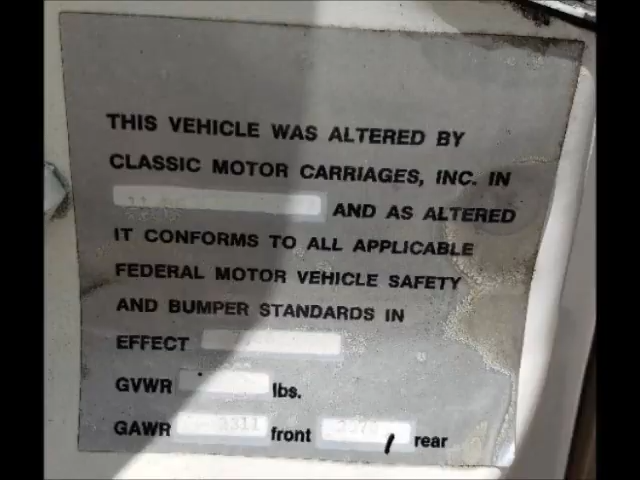 THIS VEHICLE WAS ALTERED BY
CLASSIC MOTOR CARRIAGES, INC. IN
AND AS ALTERED
IT CONFORMS TO ALL APPLICABLE
FEDERAL MOTOR VEHICLE SAFETY
AND BUMPER STANDARDS IN
EFFECT
GVWR lbs.
GAWR front / rear